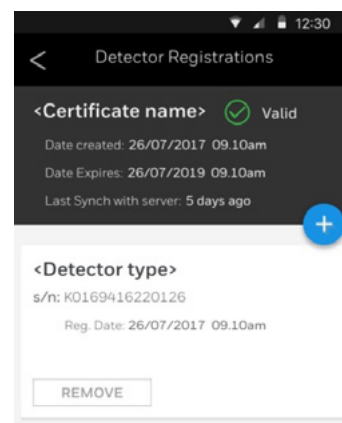 12:30
Detector Registrations
<Certificate name> Valid
Date created: 26/07/2017 09.10am
Date Expires: 26/07/2019 09.10am
Last Synch with server: 5 days ago
<Detector type>
s/n: K0169416220126
Reg. Date: 26/07/2017 09.10am
REMOVE